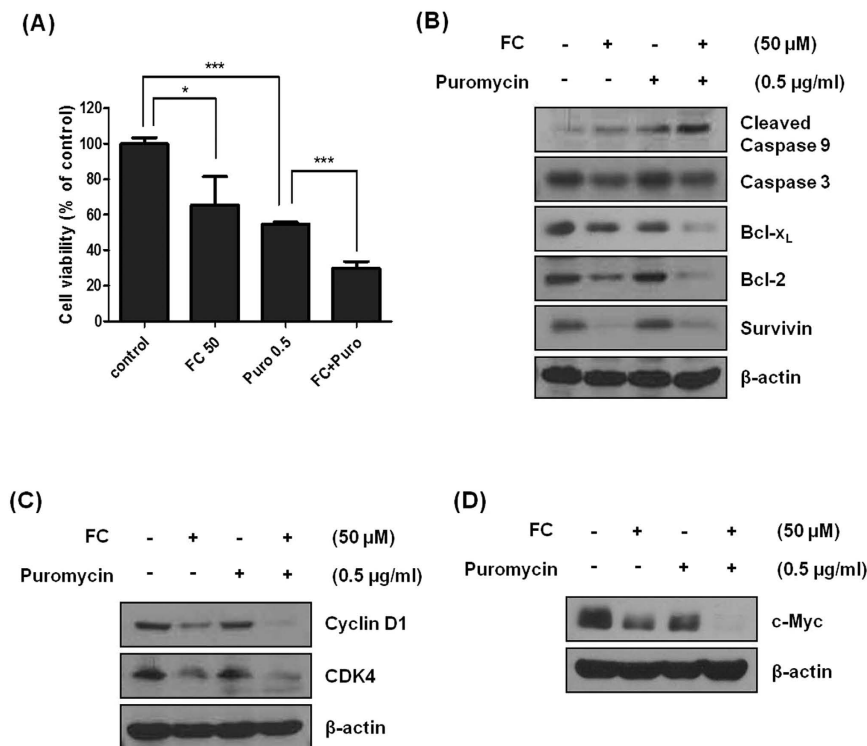 (A)
***
*
***
Cell viability (% of control)
120
100
80
60
40
20
0
control
FC 50
Puro 0.5
FC+Puro
(B)
FC - + - + (50 µM)
Puromycin - - + + (0.5 µg/ml)
Cleaved
Caspase 9
Caspase 3
Bcl-xL
Bcl-2
Survivin
β-actin
(C)
FC - + - + (50 µM)
Puromycin - - + + (0.5 µg/ml)
Cyclin D1
CDK4
β-actin
(D)
FC - + - + (50 µM)
Puromycin - - + + (0.5 µg/ml)
c-Myc
β-actin